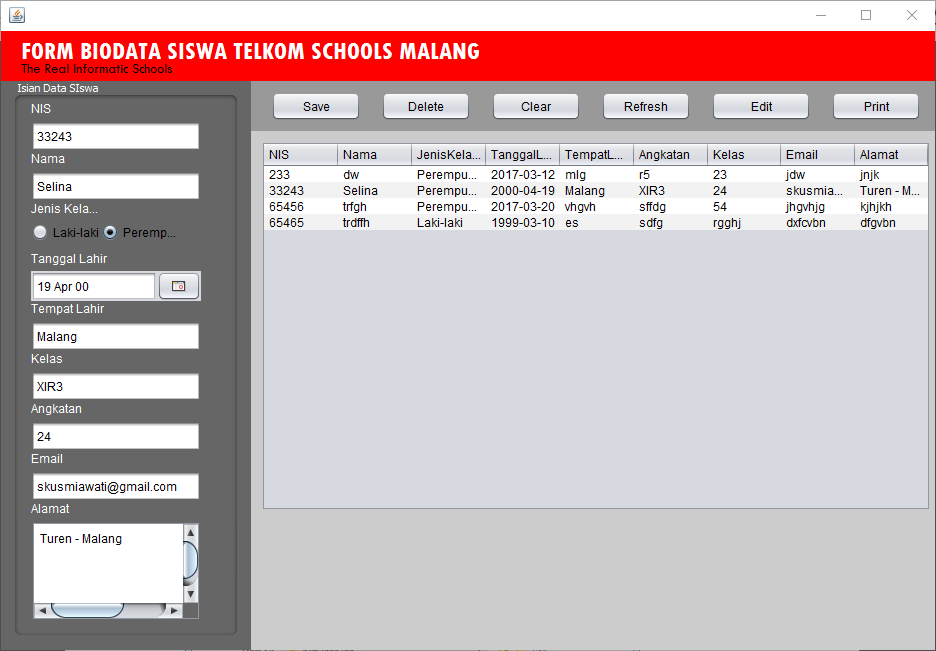 FORM BIODATA SISWA TELKOM SCHOOLS MALANG
The Real Informatic Schools
Isian Data SIswa
NIS
33243
Nama
Selina
Jenis Kela...
Laki-laki Peremp...
Tanggal Lahir
19 Apr 00
Tempat Lahir
Malang
Kelas
XIR3
Angkatan
24
Email
skusmiawati@gmail.com
Alamat
Turen - Malang
Save Delete Clear Refresh Edit Print
NIS Nama JenisKela... TanggalL... TempatL... Angkatan Kelas Email Alamat
233 dw Perempu... 2017-03-12 mlg r5 23 jdw jnjk
33243 Selina Perempu... 2000-04-19 Malang XIR3 24 skusmia... Turen - M...
65456 trfgh Perempu... 2017-03-20 vhgvh sffdg 54 jhgvhjg kjhjkh
65465 trdffh Laki-laki 1999-03-10 es sdfg rgghj dxfcvbn dfgvbn